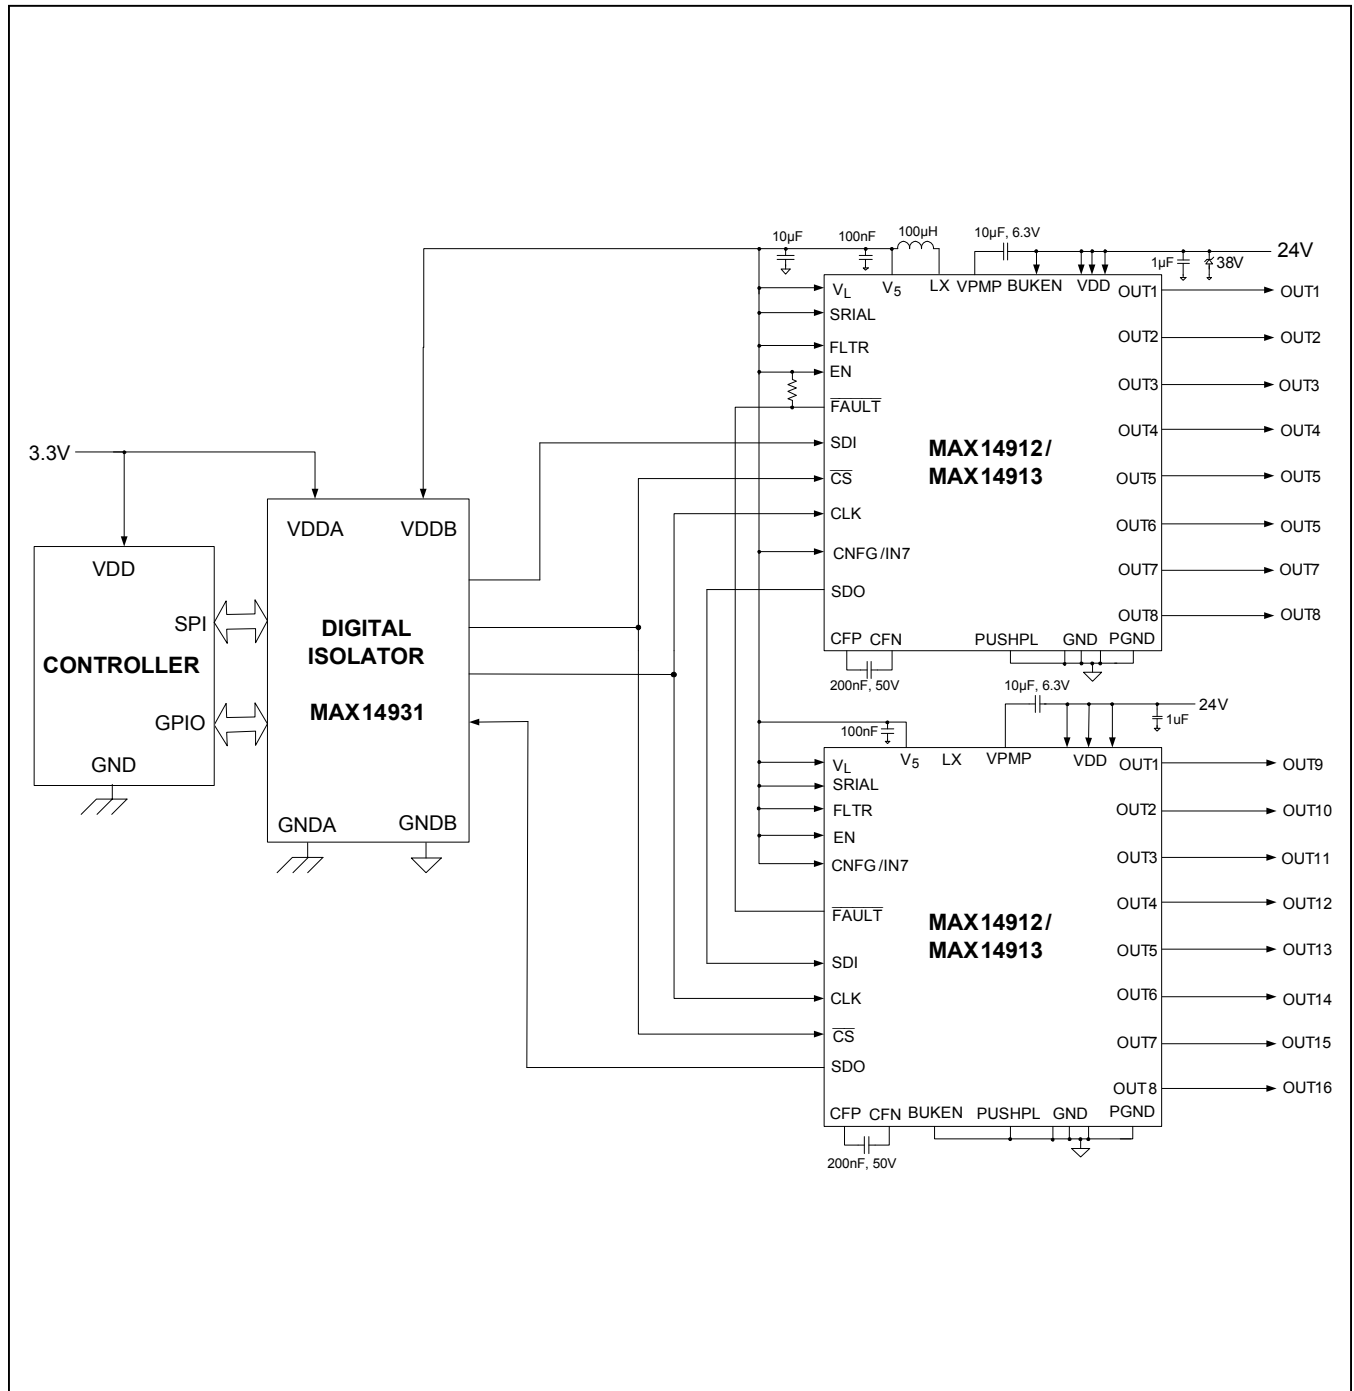 10µF
100nF
100µH
10µF, 6.3V
1µF
38V
24V
VL
V5
LX
VPMP
BUKEN
VDD
SRIAL
FLTR
EN
FAULT
SDI
CS
CLK
CNFG/IN7
SDO
CFP
CFN
PUSHPL
GND
PGND
200nF, 50V
MAX14912/
MAX14913
OUT1
OUT2
OUT3
OUT4
OUT5
OUT6
OUT7
OUT8
OUT1
OUT2
OUT3
OUT4
OUT5
OUT5
OUT7
OUT8
3.3V
VDD
SPI
CONTROLLER
GPIO
GND
VDDA
VDDB
DIGITAL
ISOLATOR
MAX14931
GNDA
GNDB
10µF, 6.3V
24V
1uF
100nF
VL
V5
LX
VPMP
VDD
SRIAL
FLTR
EN
CNFG/IN7
FAULT
SDI
CLK
CS
SDO
CFP
CFN
BUKEN
PUSHPL
GND
PGND
200nF, 50V
MAX14912/
MAX14913
OUT1
OUT2
OUT3
OUT4
OUT5
OUT6
OUT7
OUT8
OUT9
OUT10
OUT11
OUT12
OUT13
OUT14
OUT15
OUT16